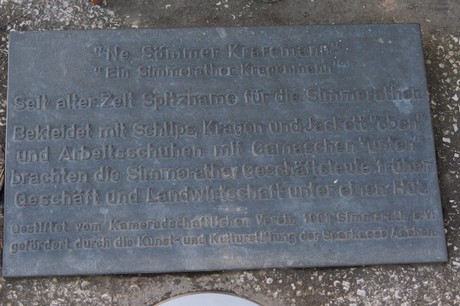 "Ne Sömmer Kraremann"
"Ein Simmerather Kragenmann"
Seit alter Zeit Spitzname für die Simmerather.
Bekleidet mit Schlips, Kragen und Jackett "oben"
und Arbeitsschuhen mit Gamaschen "unten"
brachten die Simmerather Geschäftsleute früher
Geschäft und Landwirtschaft unter einen Hut.
Gestiftet vom Kameradschaftlichen Verein Simmerath e.V.
gefördert durch die Kunst- und Kulturstiftung der Sparkasse Aachen